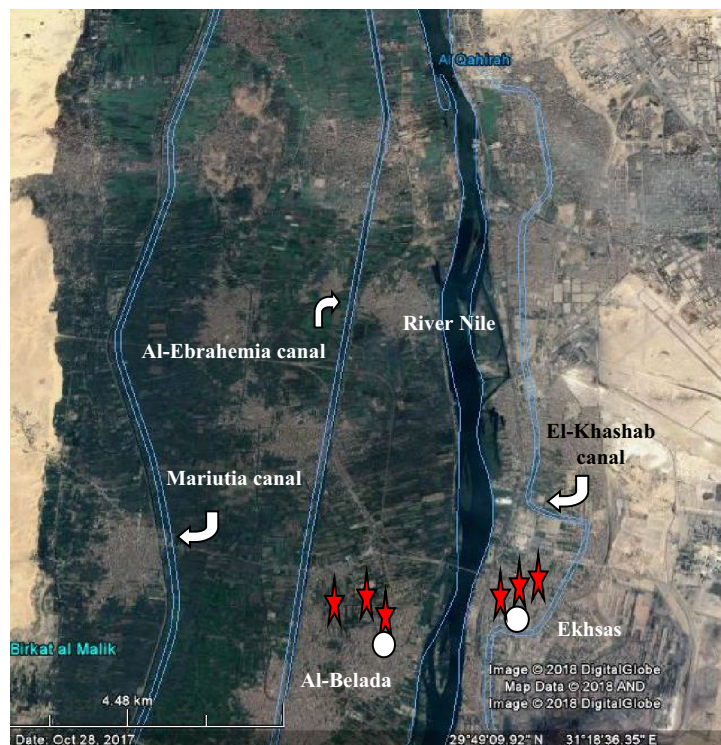 Al Qahirah
River Nile
Al-Ebrahemia canal
El-Khashab
canal
Mariutia canal
Ekhsas
Birkat al Malik
Al-Belada
Image © 2018 DigitalGlobe
Map Data © 2018 AND
Image © 2018 DigitalGlobe
4.48 km
Date: Oct 28, 2017
29°49'09.92" N 31°18'36.35" E